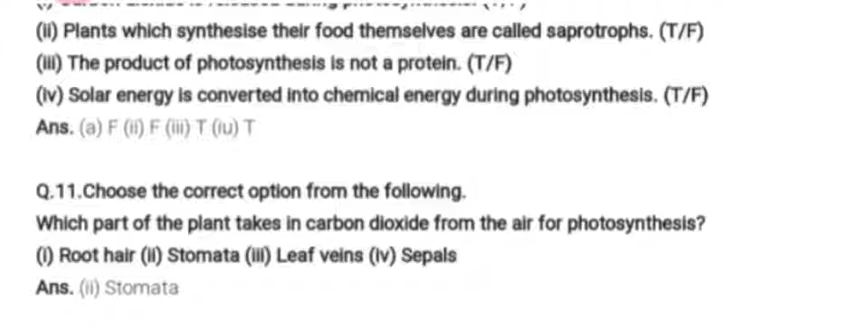 (ii) Plants which synthesise their food themselves are called saprotrophs. (T/F)
(iii) The product of photosynthesis is not a protein. (T/F)
(iv) Solar energy is converted into chemical energy during photosynthesis. (T/F)
Ans. (a) F (ii) F (iii) T (iu) T
Q.11.Choose the correct option from the following.
Which part of the plant takes in carbon dioxide from the air for photosynthesis?
(i) Root hair (ii) Stomata (iii) Leaf veins (iv) Sepals
Ans. (ii) Stomata